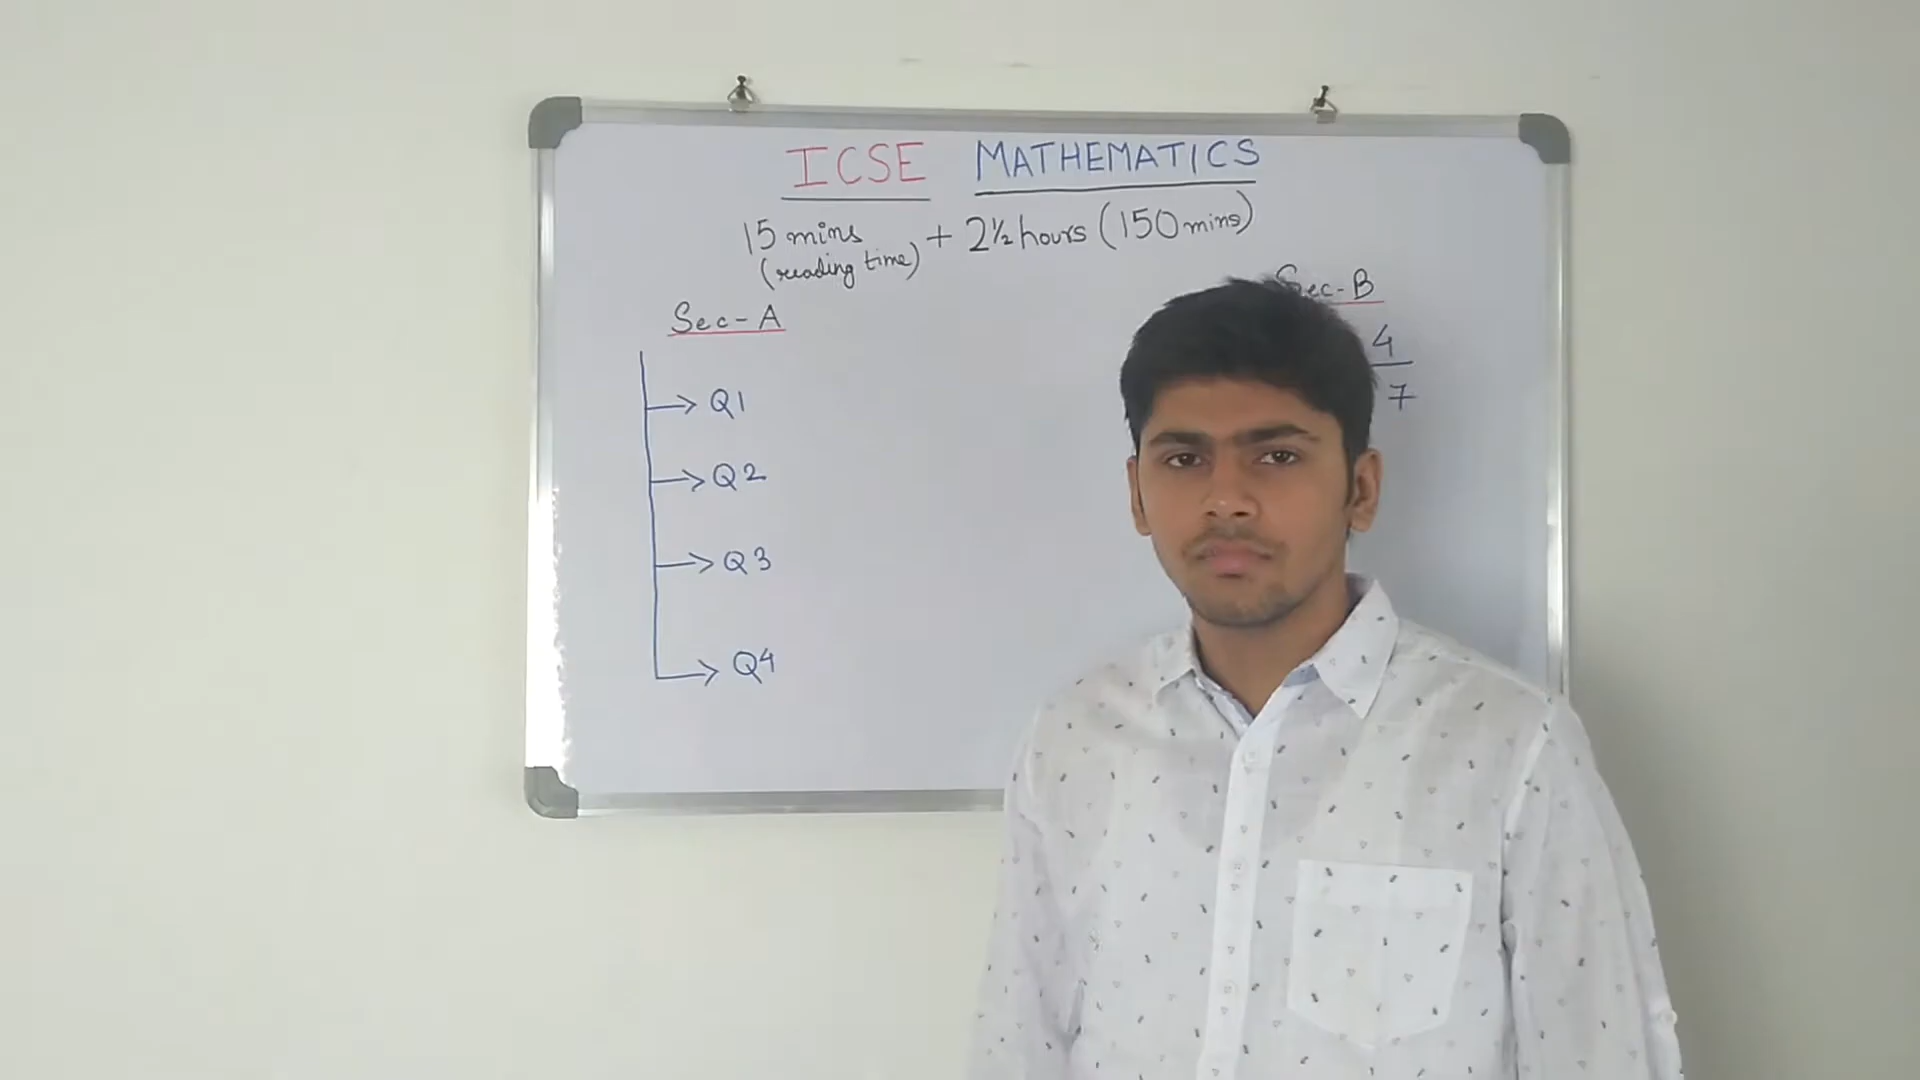 ICSE MATHEMATICS
15 mins + 2½ hours (150 mins)
(reading time)
Sec-A
Sec-B
4
7
Q1
Q2
Q3
Q4